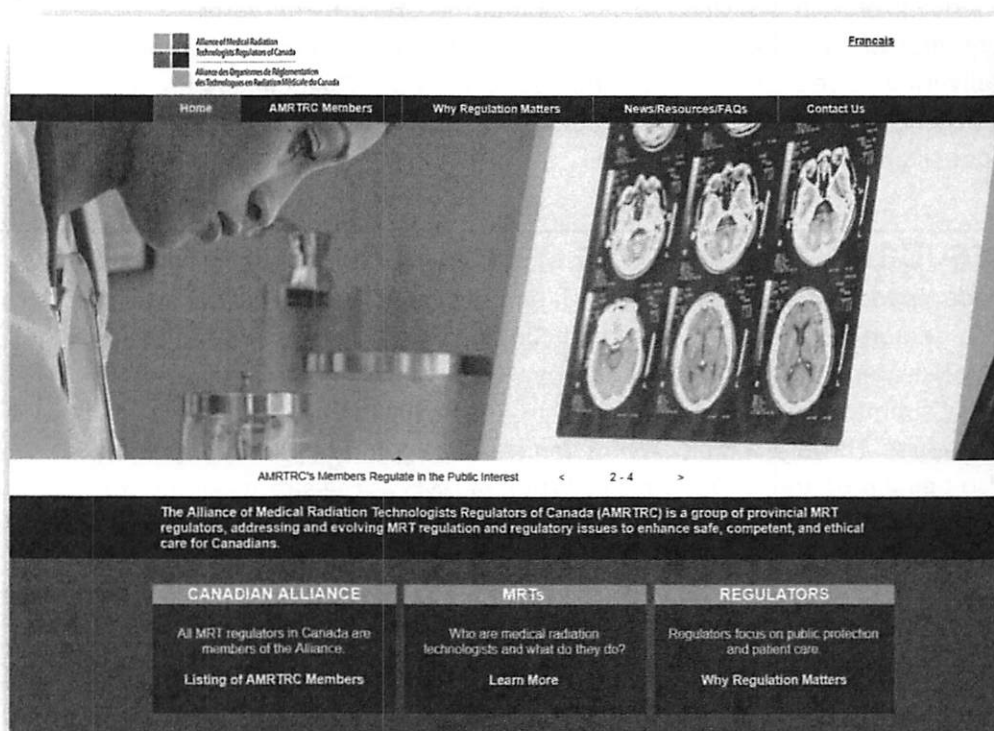 Alliance of Medical Radiation
Technologists Regulators of Canada
Alliance des Organismes de Réglementation
des Technologues en Radiation Médicale du Canada
Francais
Home AMRTRC Members Why Regulation Matters News/Resources/FAQs Contact Us
AMRTRC's Members Regulate in the Public Interest < 2 - 4 >
The Alliance of Medical Radiation Technologists Regulators of Canada (AMRTRC) is a group of provincial MRT
regulators, addressing and evolving MRT regulation and regulatory issues to enhance safe, competent, and ethical
care for Canadians.
CANADIAN ALLIANCE
All MRT regulators in Canada are
members of the Alliance.
Listing of AMRTRC Members
MRTs
Who are medical radiation
technologists and what do they do?
Learn More
REGULATORS
Regulators focus on public protection
and patient care.
Why Regulation Matters